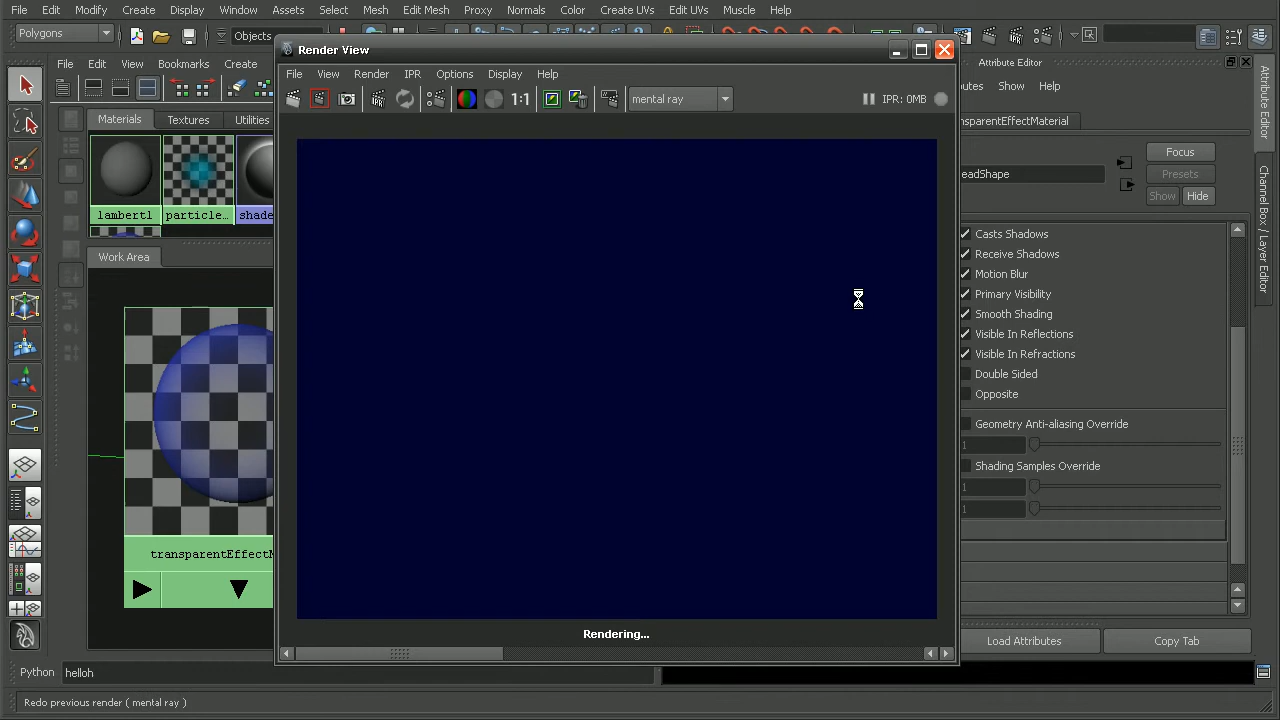 File Edit Modify Create Display Window Assets Select Mesh Edit Mesh Proxy Normals Color Create UVs Edit UVs Muscle Help
Polygons
Objects
Render View
File View Render IPR Options Display Help
1:1
mental ray
IPR: 0MB
File Edit View Bookmarks Create
Materials Textures Utilities
lambert1 particle... shade
Work Area
transparentEffectM
Rendering...
Attribute Editor
utes Show Help
nsparentEffectMaterial
Focus
eadShape
Presets
Show Hide
Casts Shadows
Receive Shadows
Motion Blur
Primary Visibility
Smooth Shading
Visible In Reflections
Visible In Refractions
Double Sided
Opposite
Geometry Anti-aliasing Override
1
Shading Samples Override
1
1
Load Attributes Copy Tab
Attribute Editor
Channel Box / Layer Editor
Python helloh
Redo previous render ( mental ray )